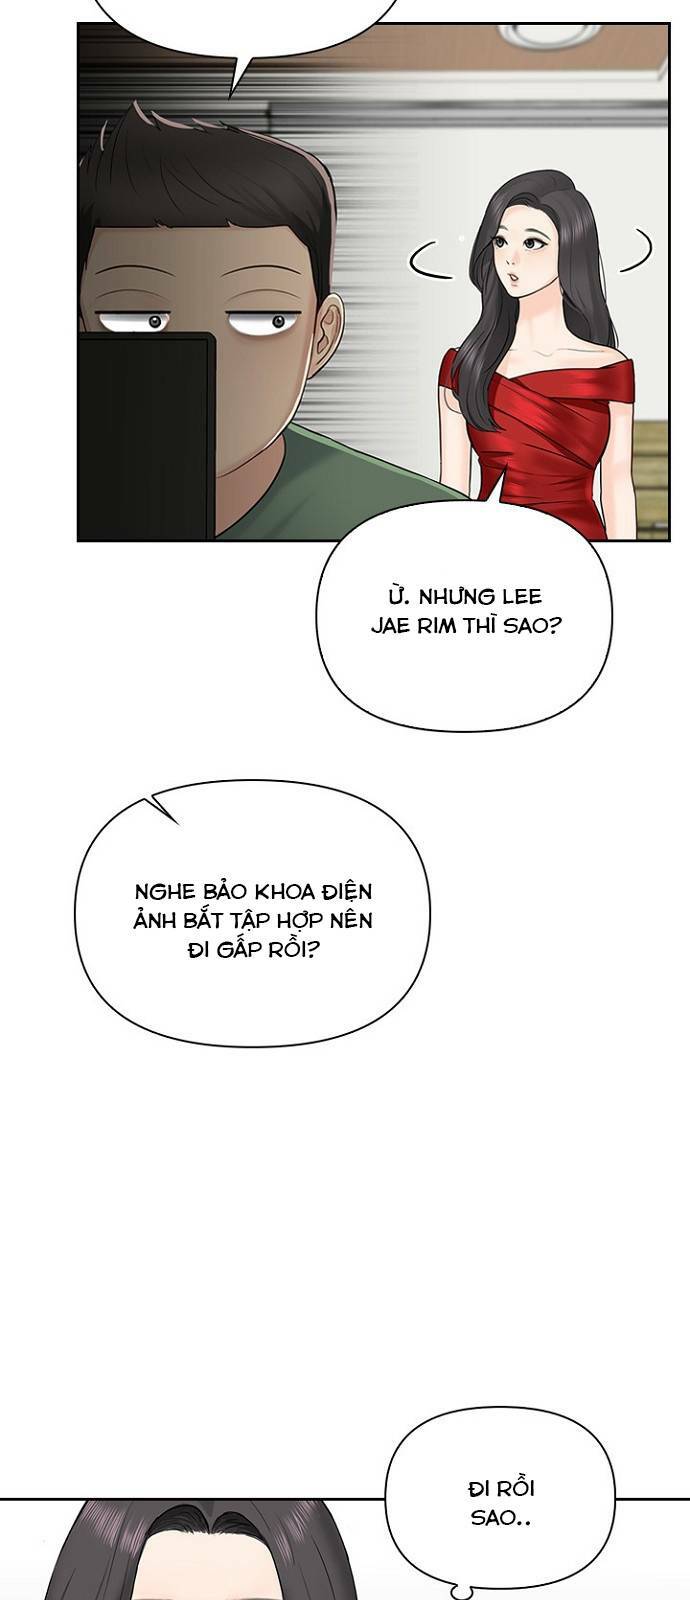 Ừ. NHƯNG LEE
JAE RIM THÌ SAO?
NGHE BẢO KHOA ĐIỆN
ẢNH BẮT TẬP HỢP NÊN
ĐI GẤP RỒI?
ĐI RỒI
SAO..